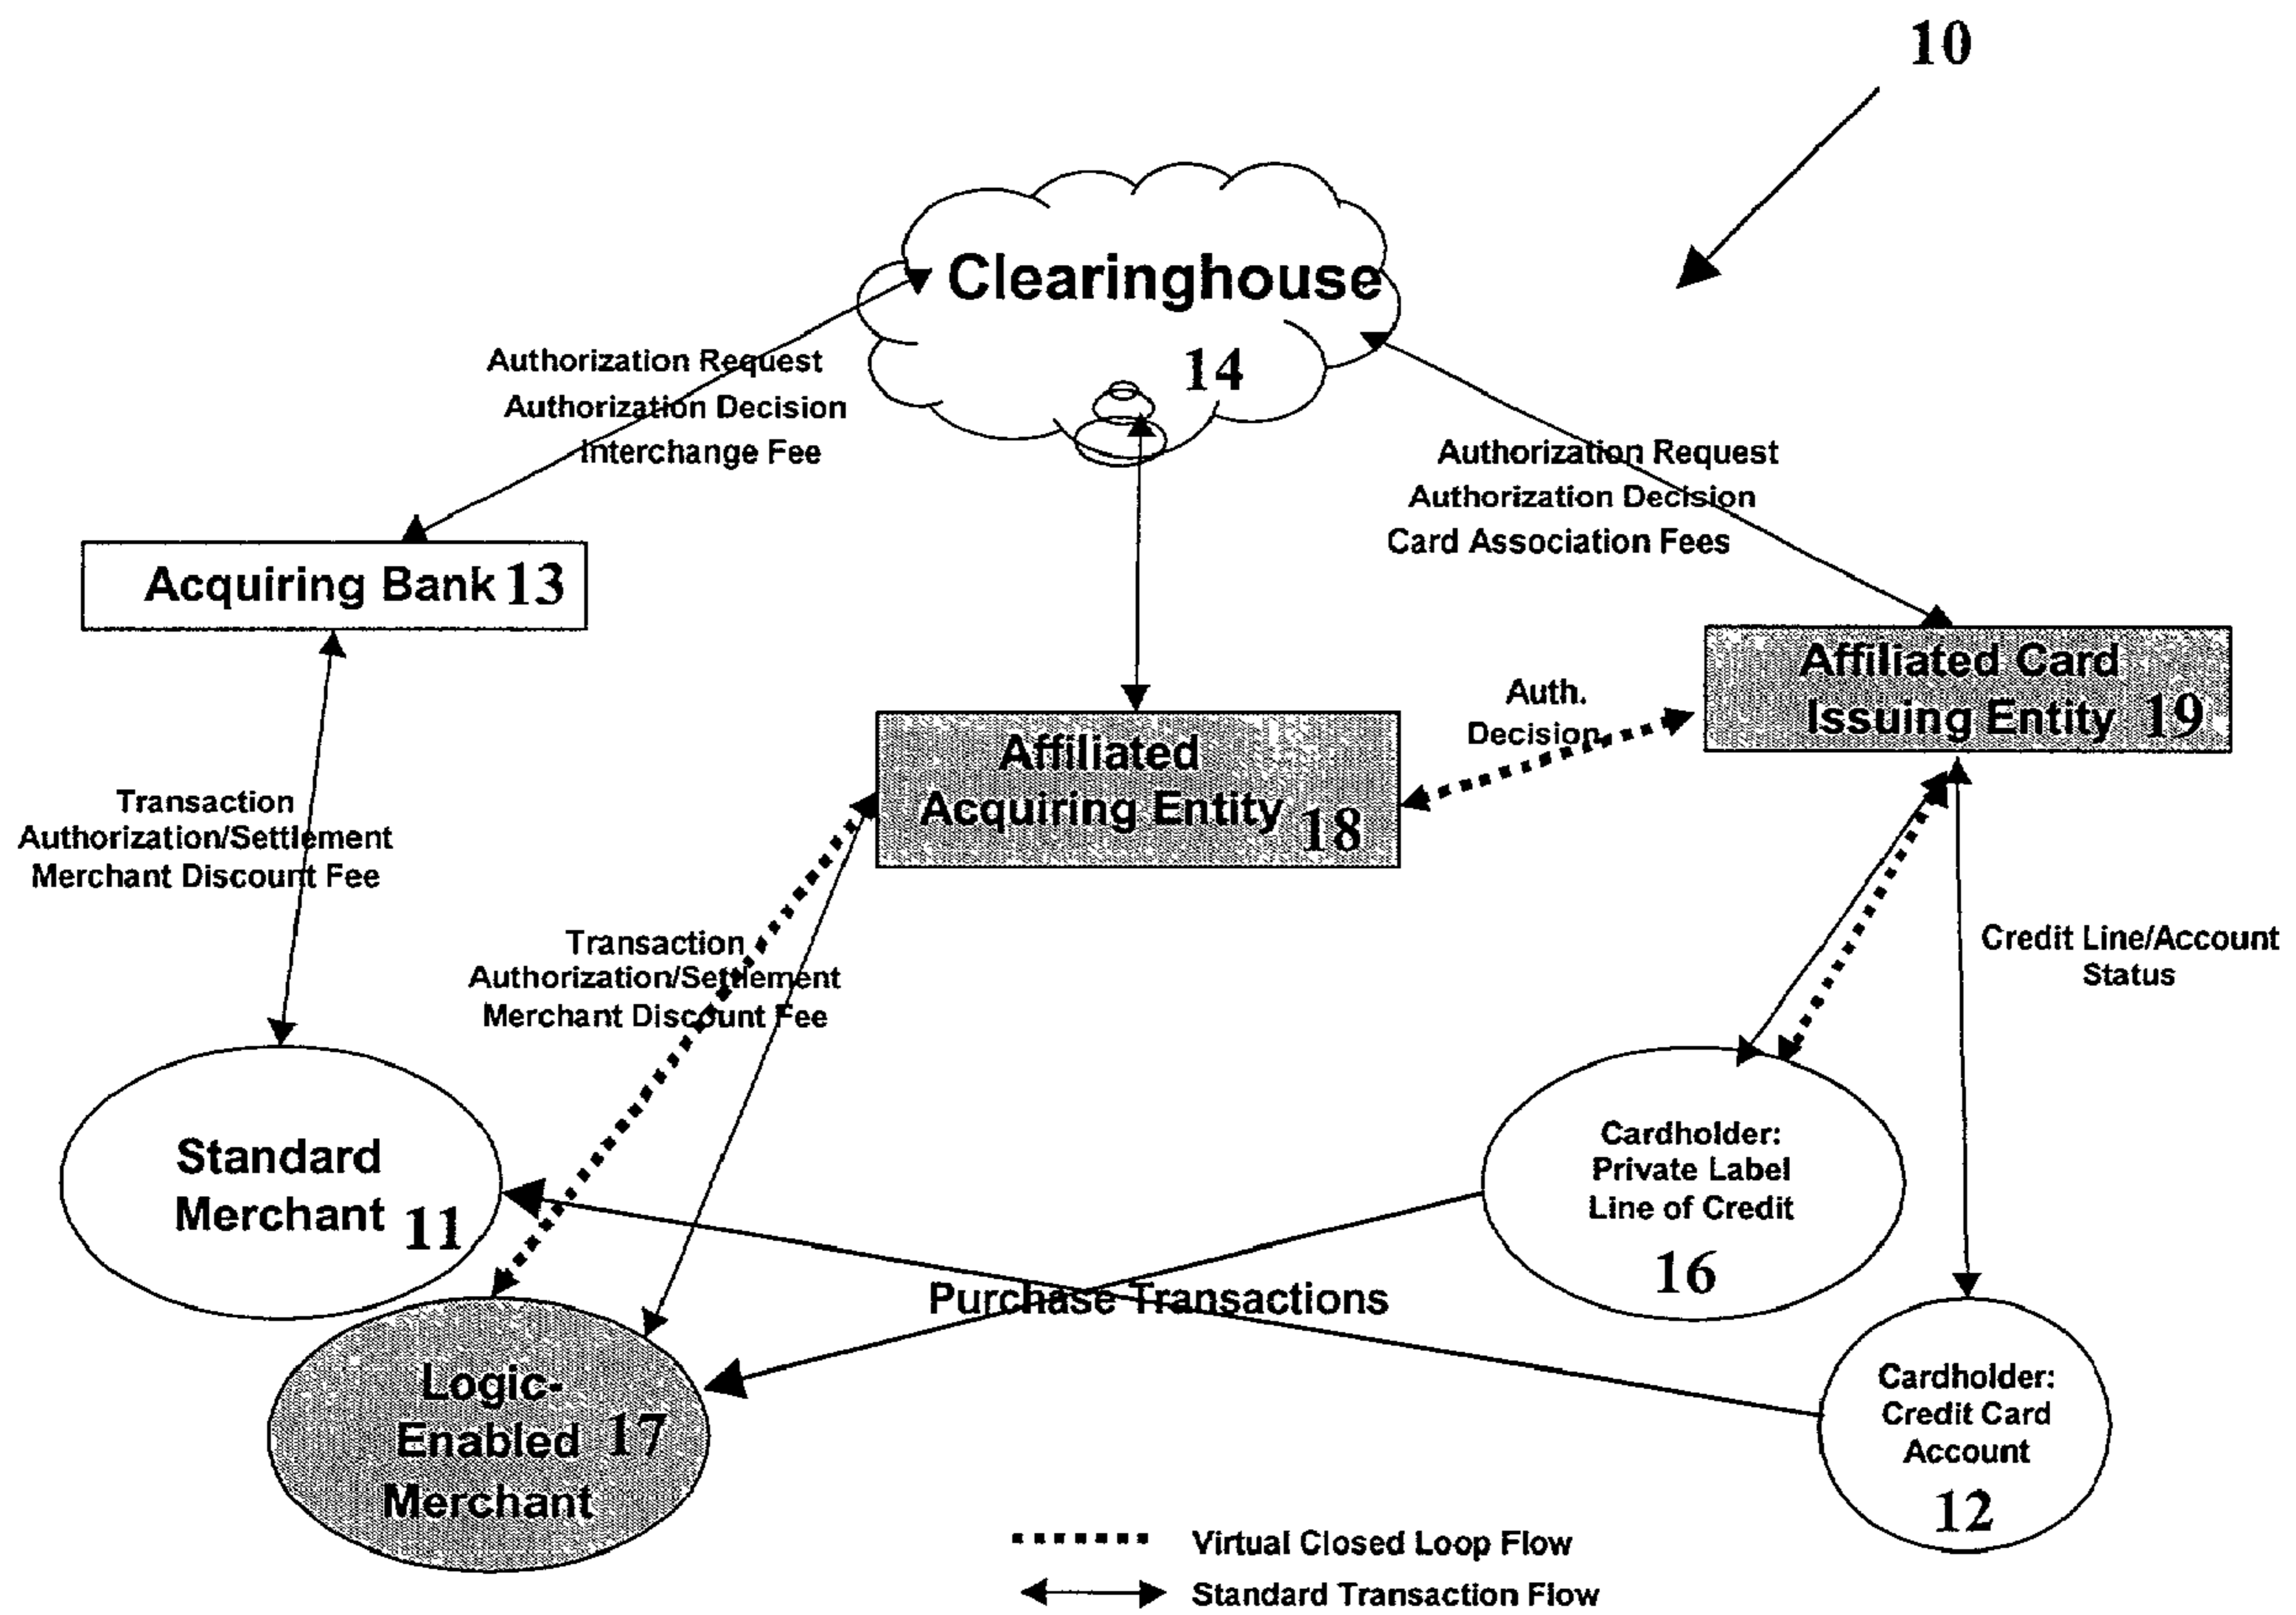 10
Clearinghouse
14
Authorization Request
Authorization Decision
Interchange Fee
Authorization Request
Authorization Decision
Card Association Fees
Acquiring Bank 13
Affiliated Card
Issuing Entity 19
Auth.
Decision
Affiliated
Acquiring Entity 18
Transaction
Authorization/Settlement
Merchant Discount Fee
Transaction
Authorization/Settlement
Merchant Discount Fee
Credit Line/Account
Status
Standard
Merchant 11
Cardholder:
Private Label
Line of Credit
16
Purchase Transactions
Logic-
Enabled 17
Merchant
Cardholder:
Credit Card
Account
12
Virtual Closed Loop Flow
Standard Transaction Flow